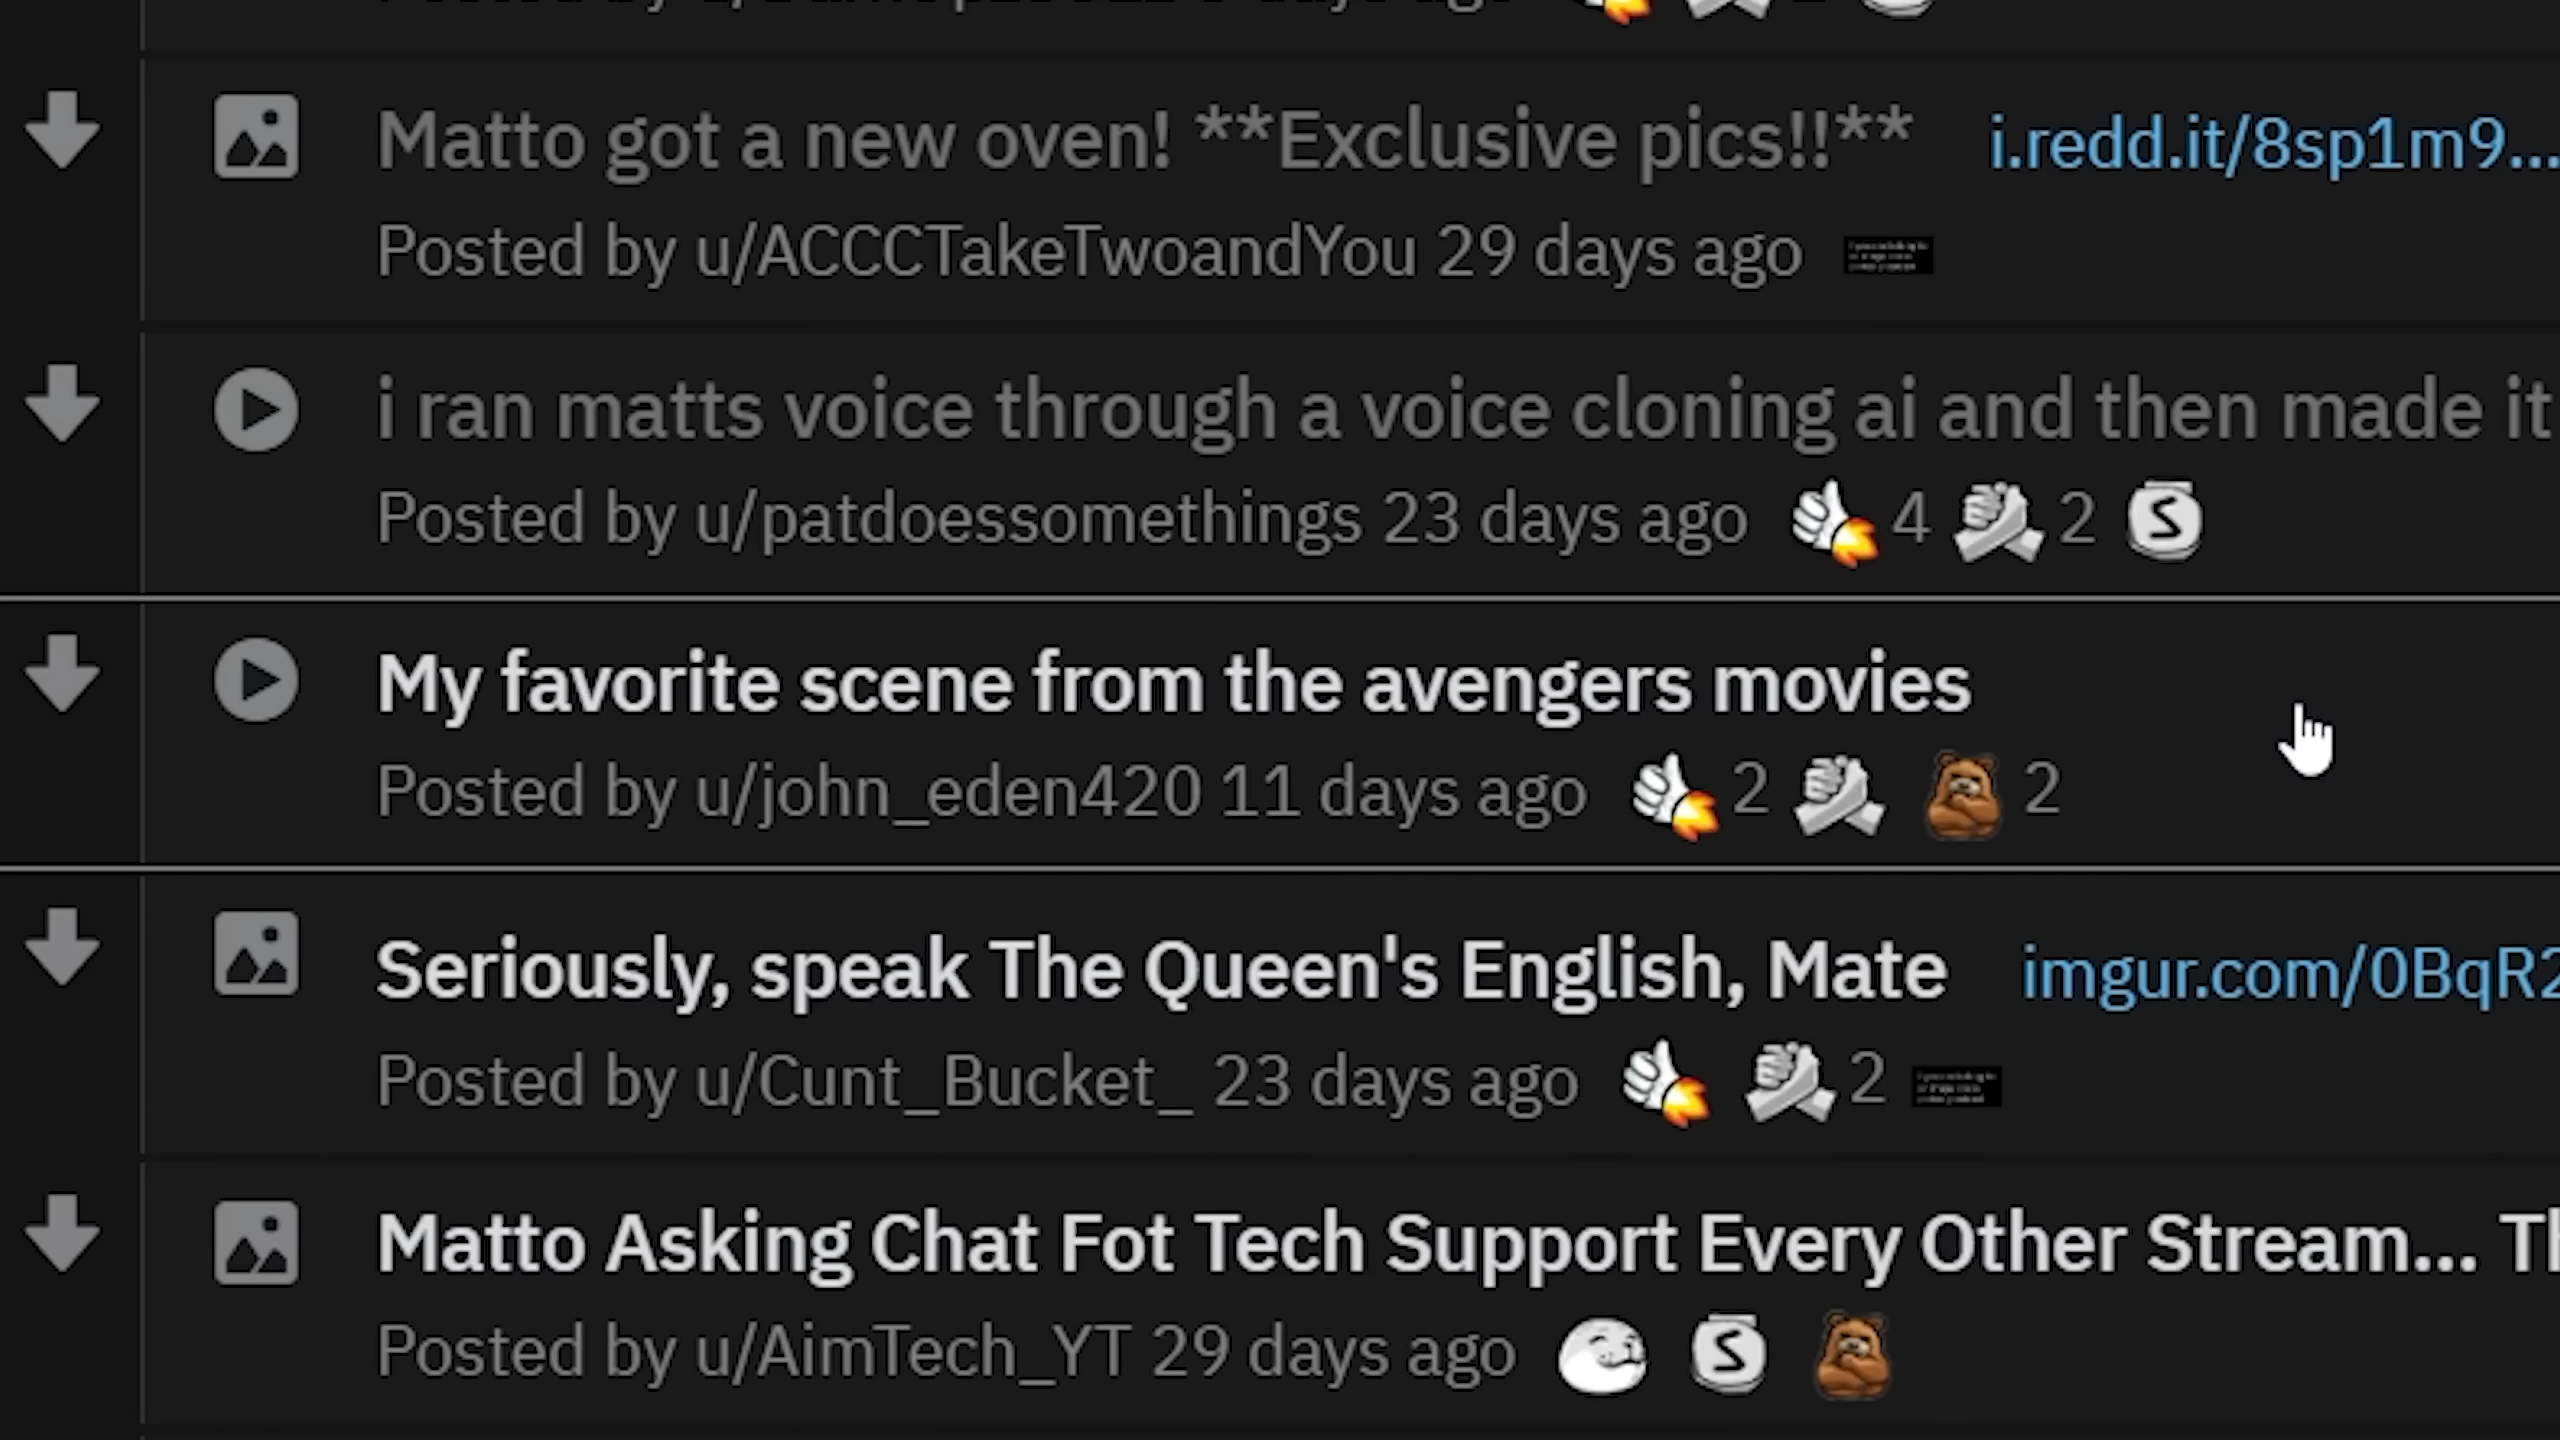 Matto got a new oven! **Exclusive pics!!** i.redd.it/8sp1m9...
Posted by u/ACCCTakeTwoandYou 29 days ago
i ran matts voice through a voice cloning ai and then made it
Posted by u/patdoessomethings 23 days ago 4 2
My favorite scene from the avengers movies
Posted by u/john_eden420 11 days ago 2 2
Seriously, speak The Queen's English, Mate imgur.com/0BqR2
Posted by u/Cunt_Bucket_ 23 days ago 2
Matto Asking Chat Fot Tech Support Every Other Stream... Th
Posted by u/AimTech_YT 29 days ago